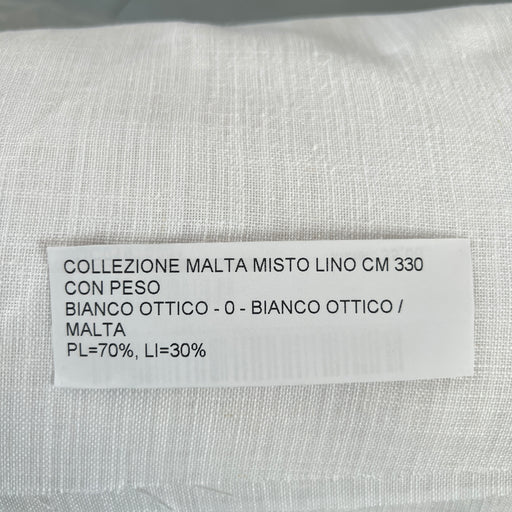 COLLEZIONE MALTA MISTO LINO CM 330
CON PESO
BIANCO OTTICO - 0 - BIANCO OTTICO /
MALTA
PL=70%, LI=30%